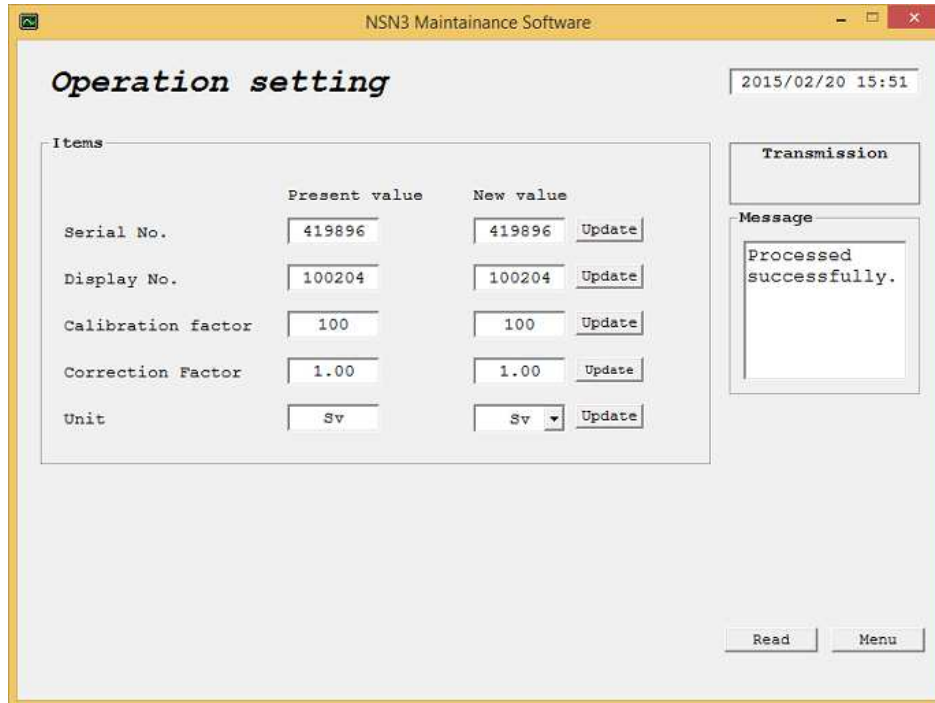 NSN3 Maintainance Software
Operation setting
2015/02/20 15:51
Items
Present value New value
Serial No. 419896 419896 Update
Display No. 100204 100204 Update
Calibration factor 100 100 Update
Correction Factor 1.00 1.00 Update
Unit Sv Sv Update
Transmission
Message
Processed
successfully.
Read Menu